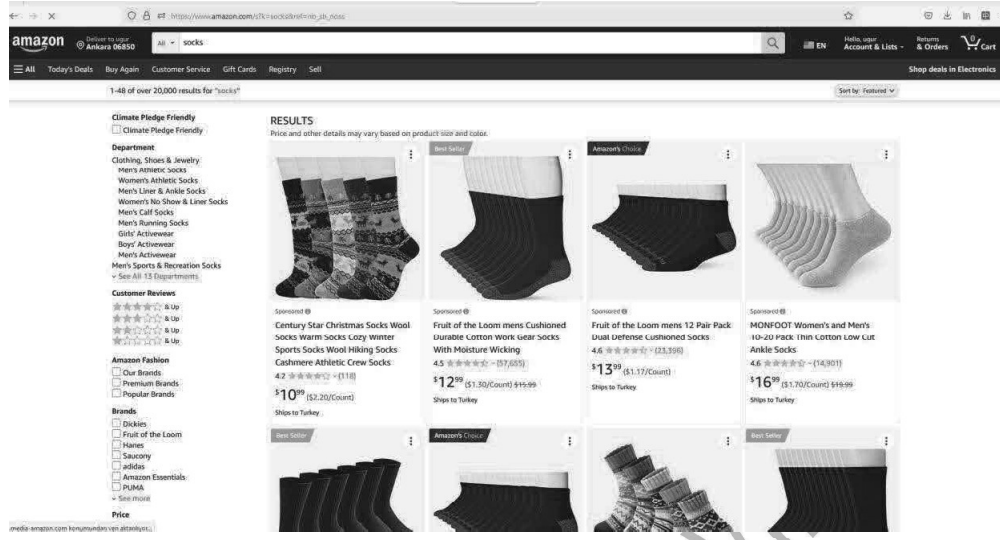 https://www.amazon.com/s?k=socks&ref=nb_sb_noss
amazon
Deliver to ugur
Ankara 06850
All
socks
EN
Hello, ugur
Account & Lists
Returns
& Orders
0
Cart
All Today's Deals Buy Again Customer Service Gift Cards Registry Sell
Shop deals in Electronics
1-48 of over 20,000 results for "socks"
Sort by: Featured
Climate Pledge Friendly
Climate Pledge Friendly
Department
Clothing, Shoes & Jewelry
Men's Athletic Socks
Women's Athletic Socks
Men's Liner & Ankle Socks
Women's No Show & Liner Socks
Men's Calf Socks
Men's Running Socks
Girls' Activewear
Boys' Activewear
Men's Activewear
Men's Sports & Recreation Socks
See All 13 Departments
Customer Reviews
& Up
& Up
& Up
& Up
Amazon Fashion
Our Brands
Premium Brands
Popular Brands
Brands
Dickies
Fruit of the Loom
Hanes
Saucony
adidas
Amazon Essentials
PUMA
See more
Price
RESULTS
Price and other details may vary based on product size and color.
Sponsored
Century Star Christmas Socks Wool
Socks Warm Socks Cozy Winter
Sports Socks Wool Hiking Socks
Cashmere Athletic Crew Socks
4.2 (118)
$10.99 ($2.20/Count)
Ships to Turkey
Best Seller
Sponsored
Fruit of the Loom mens Cushioned
Durable Cotton Work Gear Socks
With Moisture Wicking
4.5 (57,655)
$12.99 ($1.30/Count) $15.99
Ships to Turkey
Amazon's Choice
Sponsored
Fruit of the Loom mens 12 Pair Pack
Dual Defense Cushioned Socks
4.6
$13.99 ($1.17/Count)
Ships to Turkey
Sponsored
MONFOOT Women's and Men's
10-20 Pack Thin Cotton Low Cut
Ankle Socks
4.6 (14,901)
$16.99 ($1.70/Count) $19.99
Ships to Turkey
Best Seller
Amazon's Choice
Best Seller